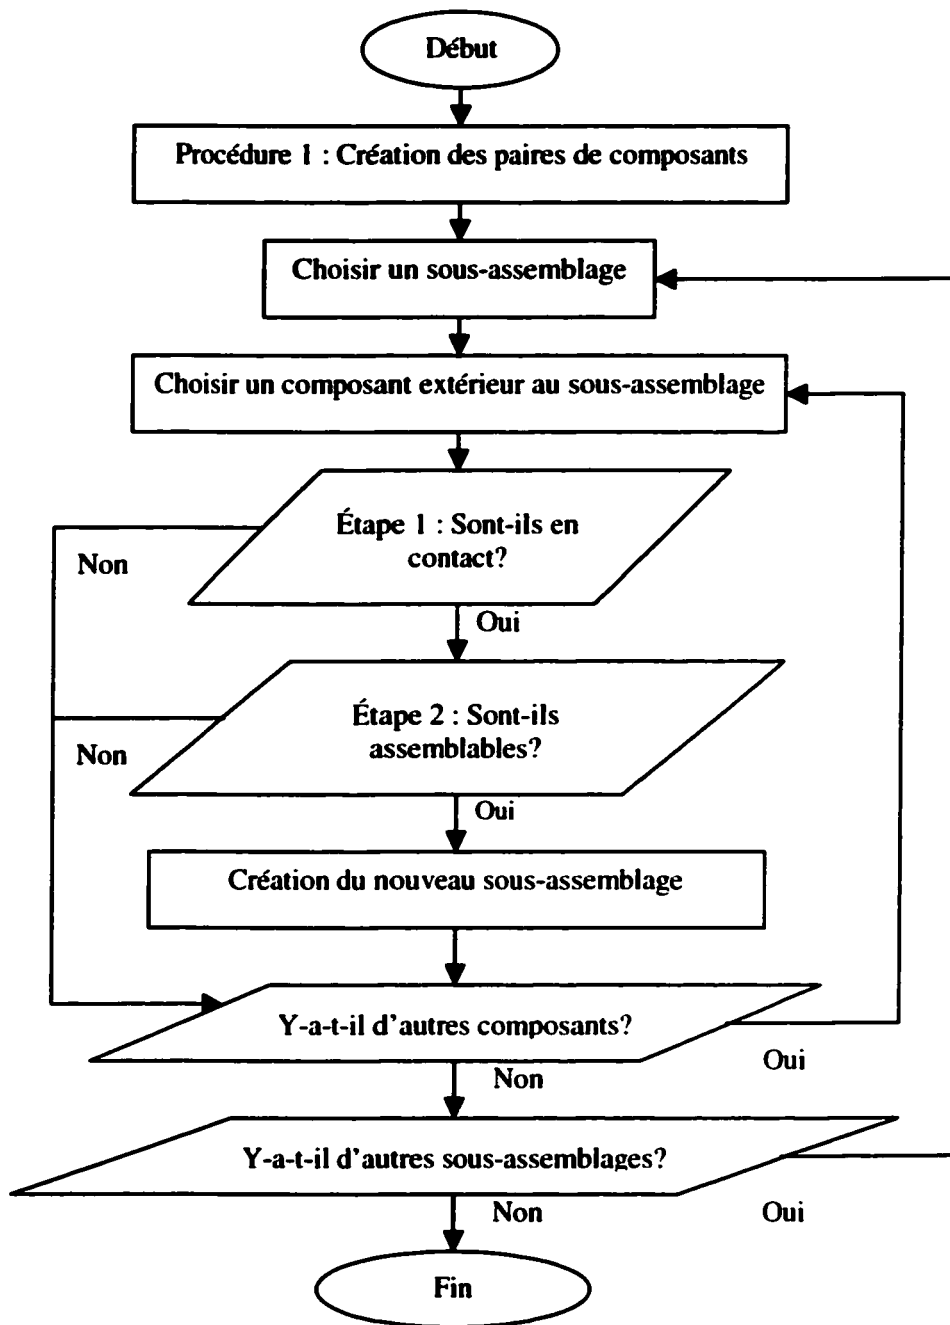 Début
Procédure 1 : Création des paires de composants
Choisir un sous-assemblage
Choisir un composant extérieur au sous-assemblage
Étape 1 : Sont-ils en
contact?
Non
Oui
Étape 2 : Sont-ils
assemblables?
Non
Oui
Création du nouveau sous-assemblage
Y-a-t-il d'autres composants?
Oui
Non
Y-a-t-il d'autres sous-assemblages?
Non
Oui
Fin